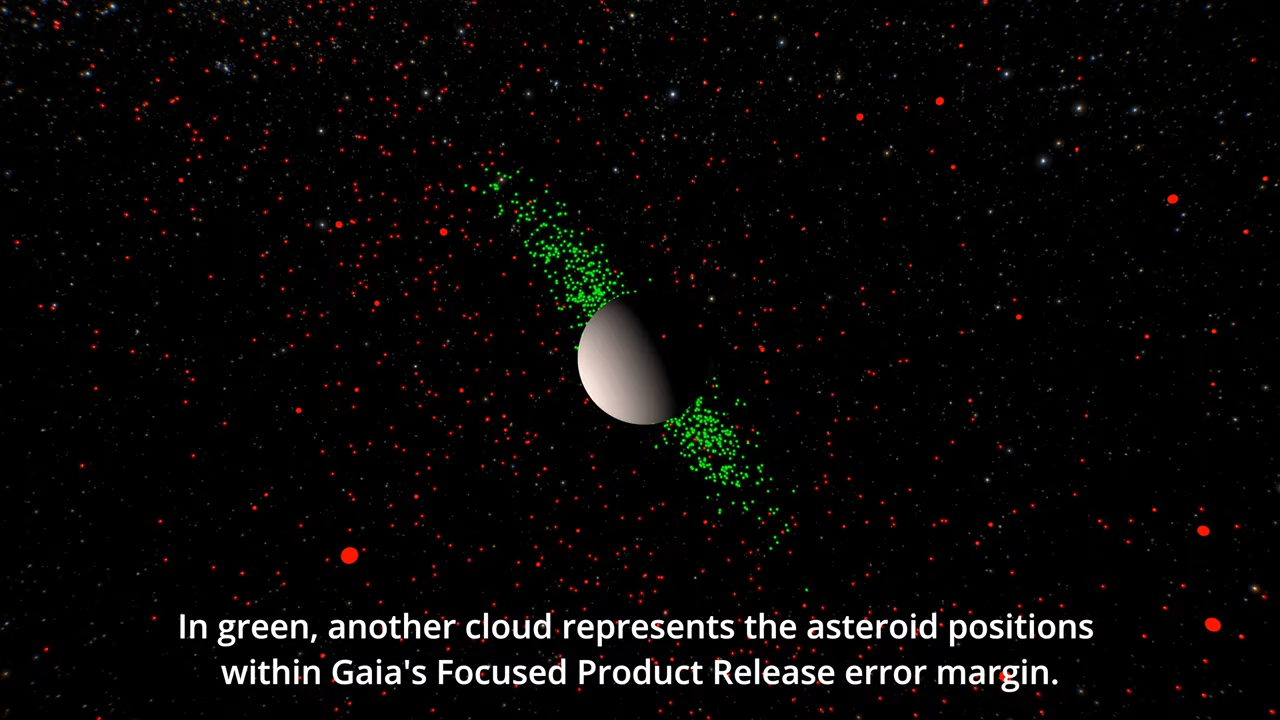 In green, another cloud represents the asteroid positions
within Gaia's Focused Product Release error margin.